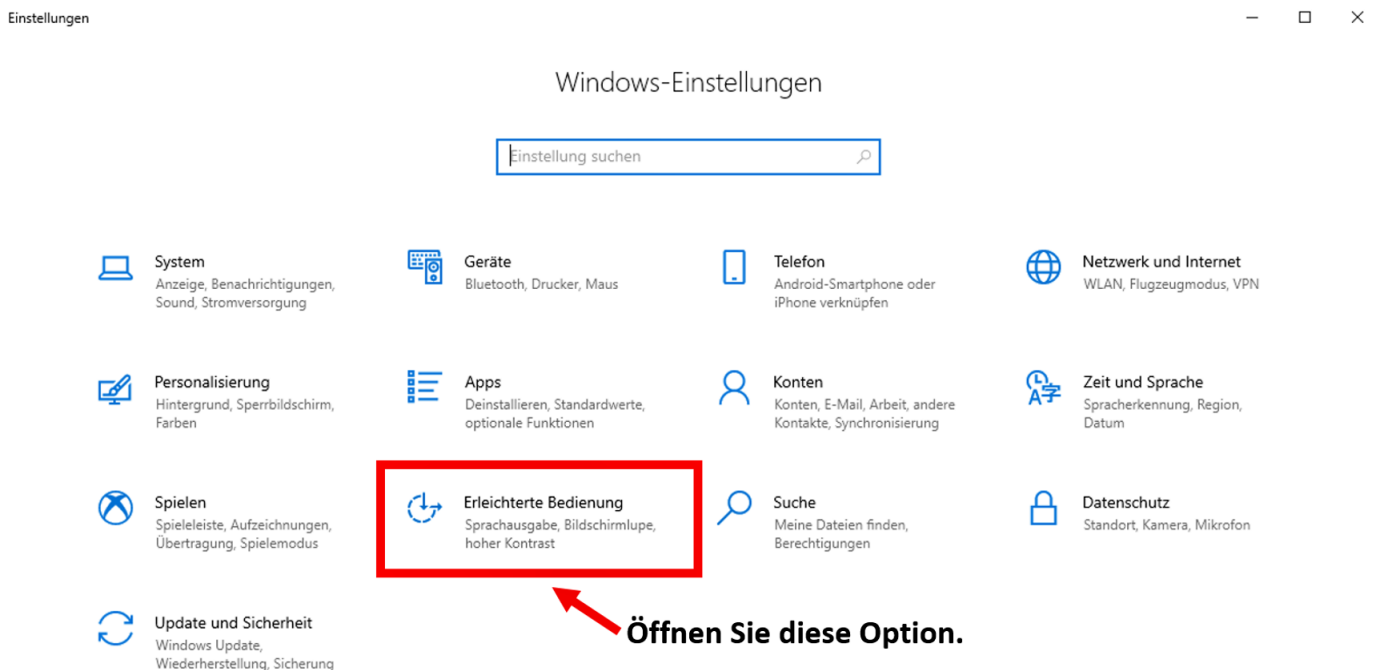 Einstellungen
Windows-Einstellungen
Einstellung suchen
System
Anzeige, Benachrichtigungen,
Sound, Stromversorgung
Geräte
Bluetooth, Drucker, Maus
Telefon
Android-Smartphone oder
iPhone verknüpfen
Netzwerk und Internet
WLAN, Flugzeugmodus, VPN
Personalisierung
Hintergrund, Sperrbildschirm,
Farben
Apps
Deinstallieren, Standardwerte,
optionale Funktionen
Konten
Konten, E-Mail, Arbeit, andere
Kontakte, Synchronisierung
Zeit und Sprache
Spracherkennung, Region,
Datum
Spielen
Spieleleiste, Aufzeichnungen,
Übertragung, Spielemodus
Erleichterte Bedienung
Sprachausgabe, Bildschirmlupe,
hoher Kontrast
Suche
Meine Dateien finden,
Berechtigungen
Datenschutz
Standort, Kamera, Mikrofon
Update und Sicherheit
Windows Update,
Wiederherstellung, Sicherung
Öffnen Sie diese Option.